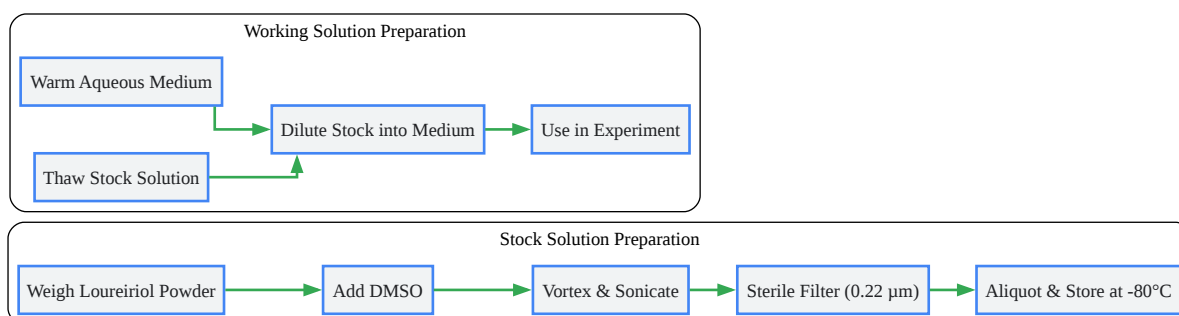 Working Solution Preparation
Warm Aqueous Medium
Dilute Stock into Medium
Use in Experiment
Thaw Stock Solution
Stock Solution Preparation
Weigh Loureiriol Powder
Add DMSO
Vortex & Sonicate
Sterile Filter (0.22 µm)
Aliquot & Store at -80°C